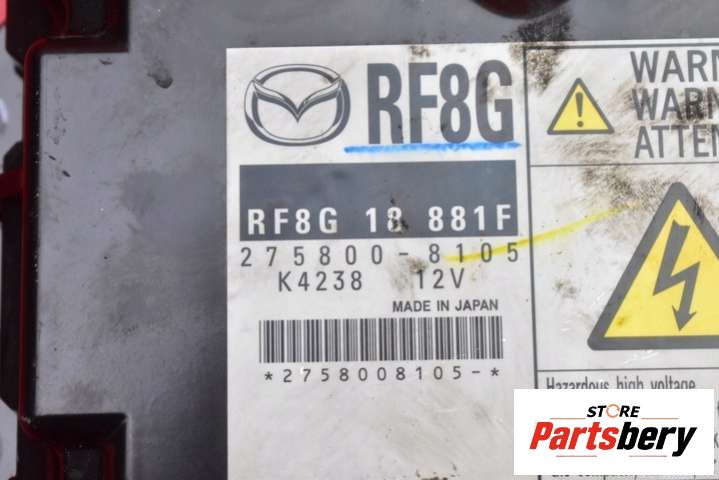 RF8G
RF8G 18 881F
275800-8105
K4238 12V
MADE IN JAPAN
*2758008105-*
WARN
WARN
ATTEN
Hazardous high voltage
STORE
Partsbery